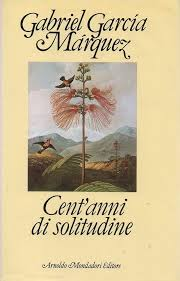 Gabriel García
Márquez
Cent'anni
di solitudine
Arnoldo Mondadori Editore